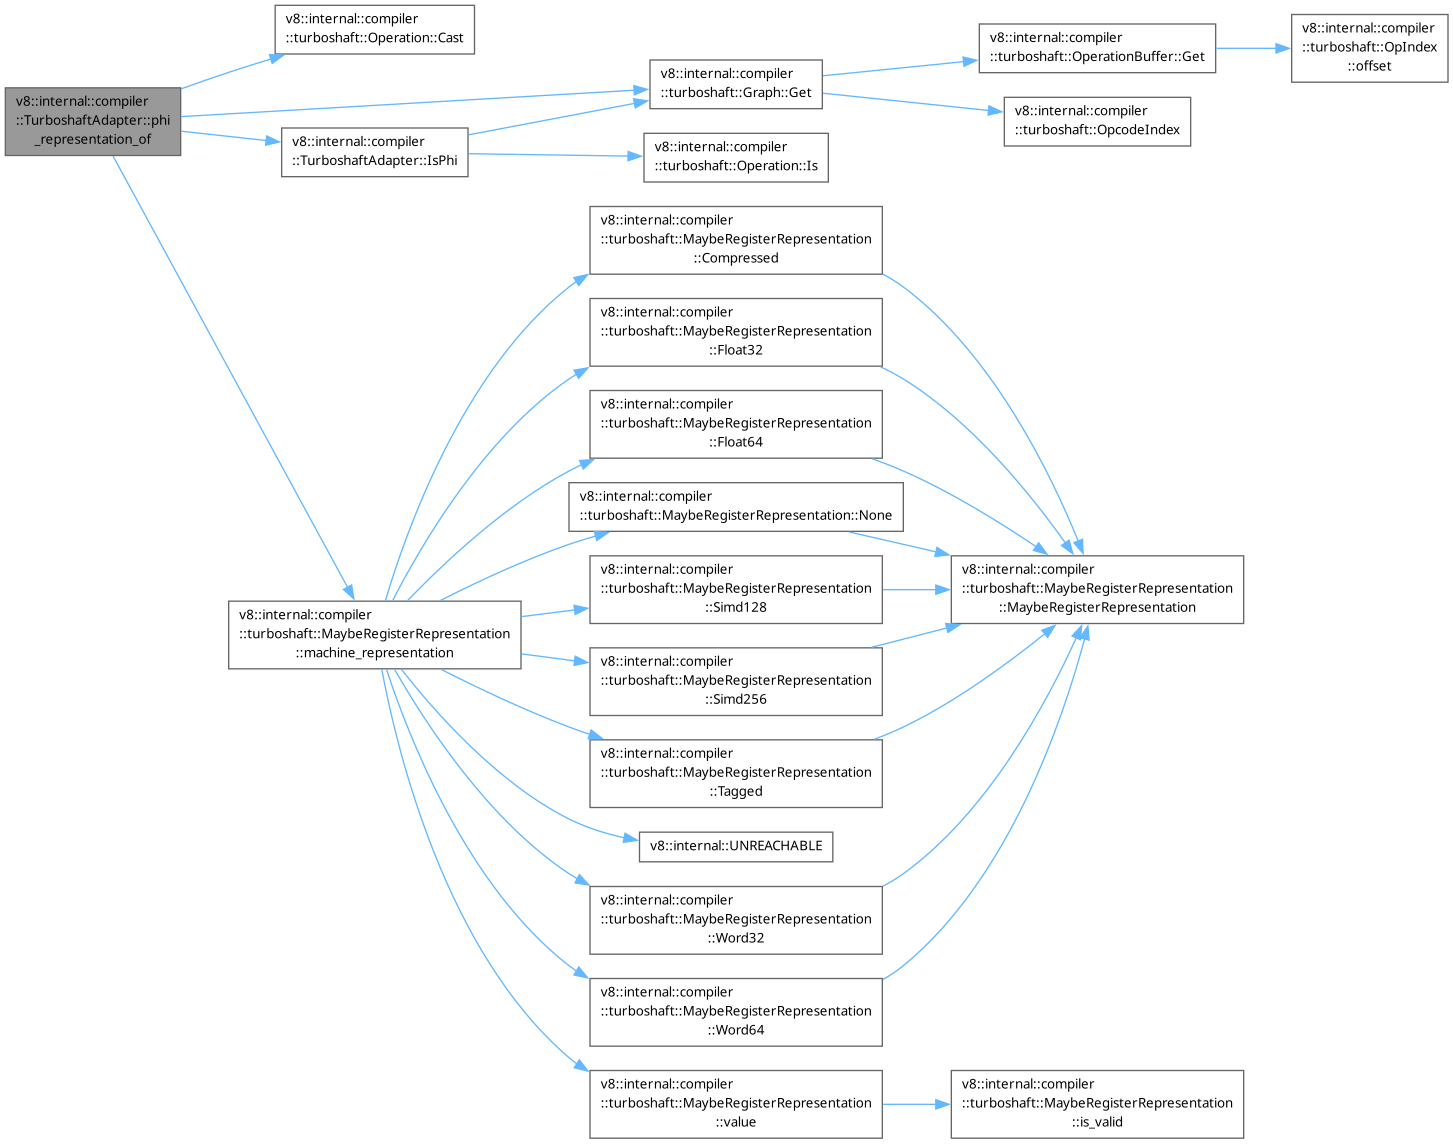 v8::internal::compiler
::TurboshaftAdapter::phi
_representation_of
v8::internal::compiler
::turboshaft::Operation::Cast
v8::internal::compiler
::turboshaft::Graph::Get
v8::internal::compiler
::turboshaft::OperationBuffer::Get
v8::internal::compiler
::turboshaft::OpIndex
::offset
v8::internal::compiler
::turboshaft::OpcodeIndex
v8::internal::compiler
::TurboshaftAdapter::IsPhi
v8::internal::compiler
::turboshaft::Operation::Is
v8::internal::compiler
::turboshaft::MaybeRegisterRepresentation
::machine_representation
v8::internal::compiler
::turboshaft::MaybeRegisterRepresentation
::Compressed
v8::internal::compiler
::turboshaft::MaybeRegisterRepresentation
::Float32
v8::internal::compiler
::turboshaft::MaybeRegisterRepresentation
::Float64
v8::internal::compiler
::turboshaft::MaybeRegisterRepresentation::None
v8::internal::compiler
::turboshaft::MaybeRegisterRepresentation
::Simd128
v8::internal::compiler
::turboshaft::MaybeRegisterRepresentation
::MaybeRegisterRepresentation
v8::internal::compiler
::turboshaft::MaybeRegisterRepresentation
::Simd256
v8::internal::compiler
::turboshaft::MaybeRegisterRepresentation
::Tagged
v8::internal::UNREACHABLE
v8::internal::compiler
::turboshaft::MaybeRegisterRepresentation
::Word32
v8::internal::compiler
::turboshaft::MaybeRegisterRepresentation
::Word64
v8::internal::compiler
::turboshaft::MaybeRegisterRepresentation
::value
v8::internal::compiler
::turboshaft::MaybeRegisterRepresentation
::is_valid